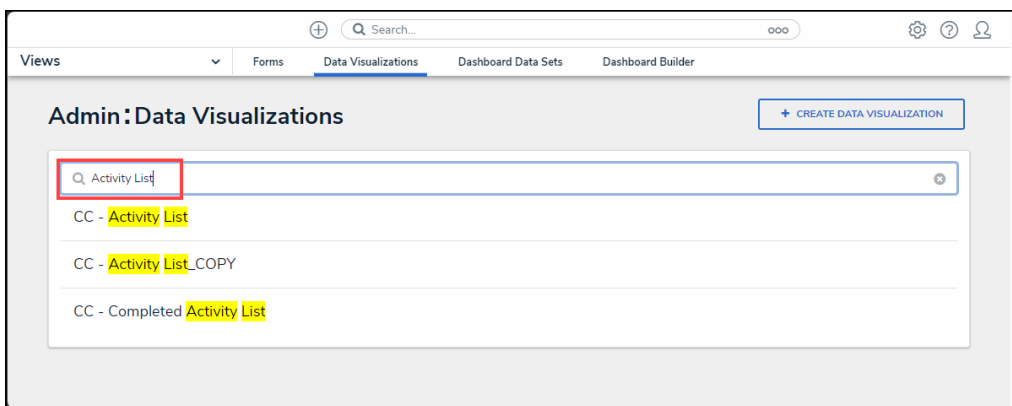 Search...
Views Forms Data Visualizations Dashboard Data Sets Dashboard Builder
Admin:Data Visualizations
+ CREATE DATA VISUALIZATION
Activity List
CC - Activity List
CC - Activity List_COPY
CC - Completed Activity List